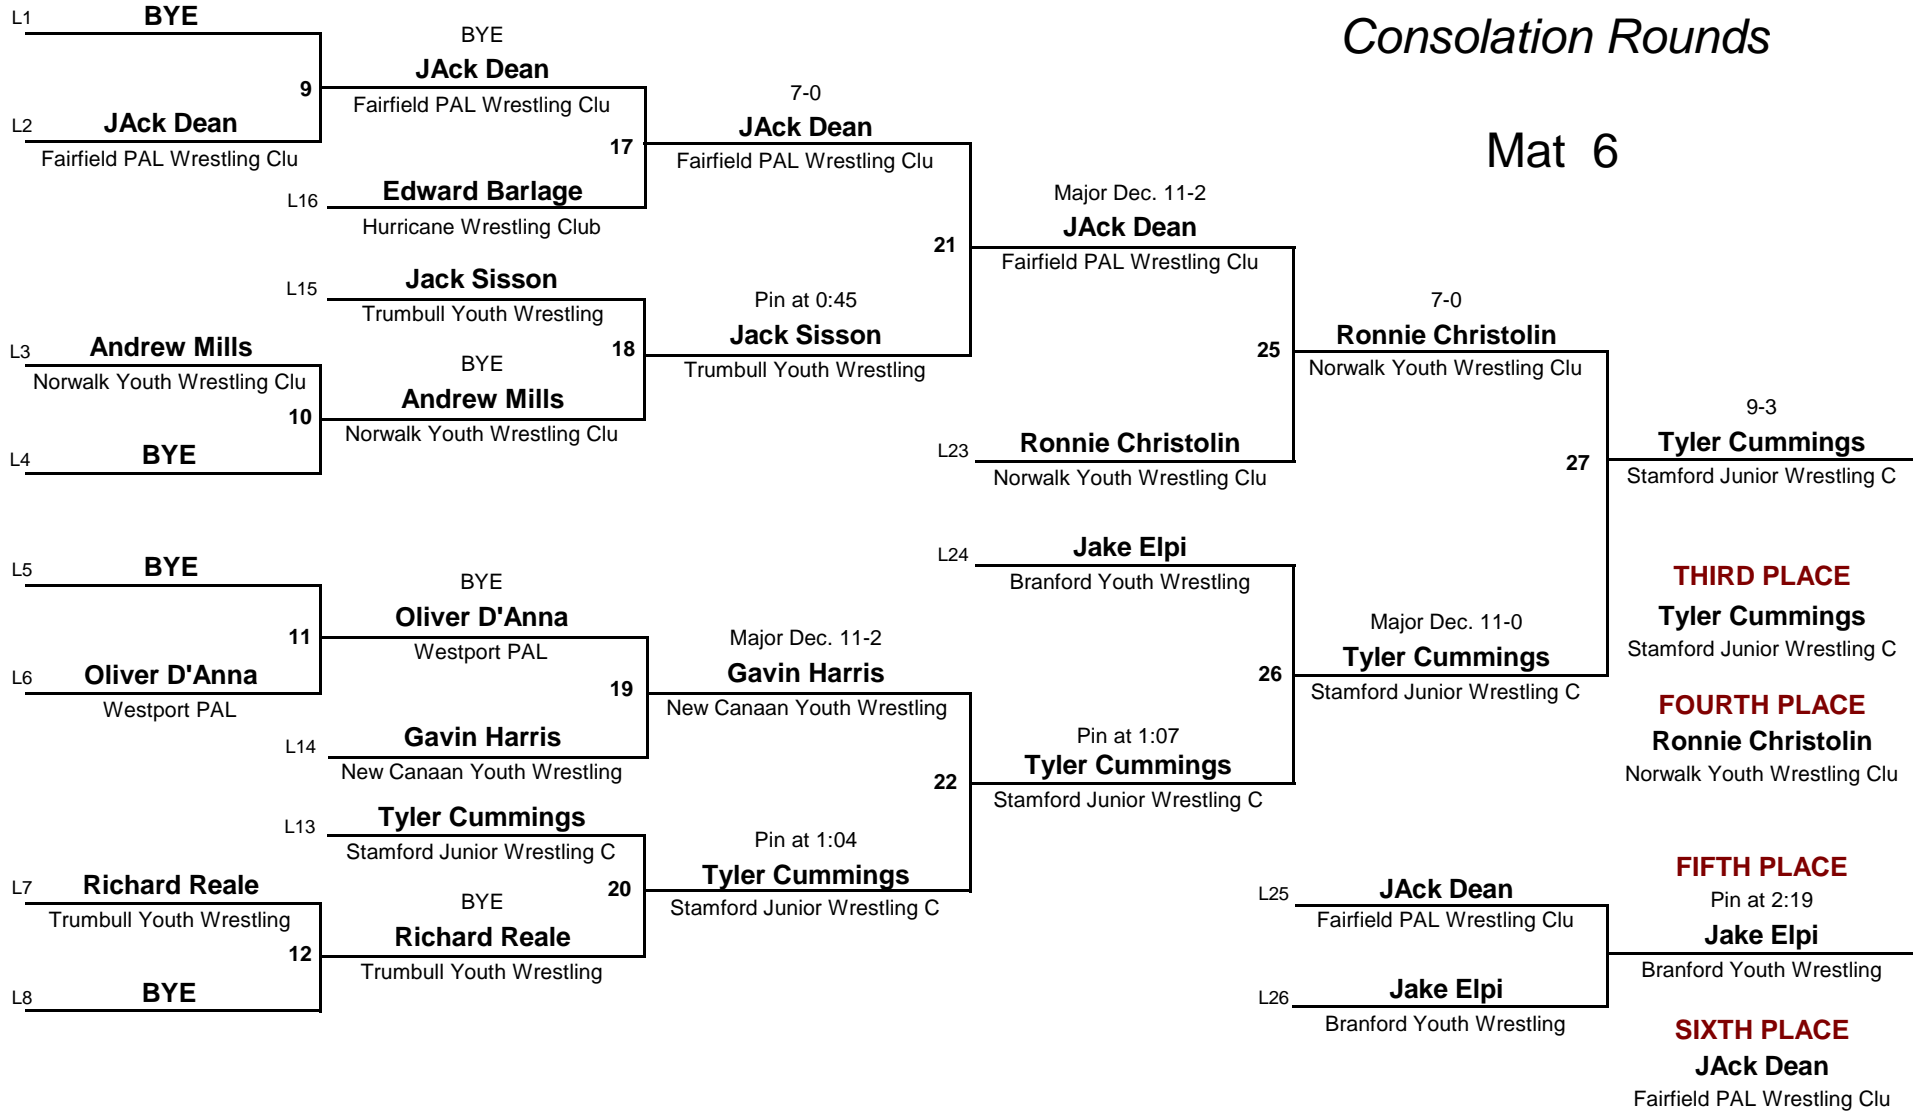 Consolation Rounds
Mat 6
L1 BYE
9
L2 JAck Dean
Fairfield PAL Wrestling Clu
L3 Andrew Mills
Norwalk Youth Wrestling Clu
10
L4 BYE
L5 BYE
11
L6 Oliver D'Anna
Westport PAL
L7 Richard Reale
Trumbull Youth Wrestling
12
L8 BYE
BYE
JAck Dean
Fairfield PAL Wrestling Clu
17
L16 Edward Barlage
Hurricane Wrestling Club
L15 Jack Sisson
Trumbull Youth Wrestling
18
BYE
Andrew Mills
Norwalk Youth Wrestling Clu
BYE
Oliver D'Anna
Westport PAL
19
L14 Gavin Harris
New Canaan Youth Wrestling
L13 Tyler Cummings
Stamford Junior Wrestling C
20
BYE
Richard Reale
Trumbull Youth Wrestling
7-0
JAck Dean
Fairfield PAL Wrestling Clu
21
Pin at 0:45
Jack Sisson
Trumbull Youth Wrestling
Major Dec. 11-2
Gavin Harris
New Canaan Youth Wrestling
22
Pin at 1:04
Tyler Cummings
Stamford Junior Wrestling C
Major Dec. 11-2
JAck Dean
Fairfield PAL Wrestling Clu
25
L23 Ronnie Christolin
Norwalk Youth Wrestling Clu
L24 Jake Elpi
Branford Youth Wrestling
26
Pin at 1:07
Tyler Cummings
Stamford Junior Wrestling C
7-0
Ronnie Christolin
Norwalk Youth Wrestling Clu
27
Major Dec. 11-0
Tyler Cummings
Stamford Junior Wrestling C
9-3
Tyler Cummings
Stamford Junior Wrestling C
THIRD PLACE
Tyler Cummings
Stamford Junior Wrestling C
FOURTH PLACE
Ronnie Christolin
Norwalk Youth Wrestling Clu
L25 JAck Dean
Fairfield PAL Wrestling Clu
L26 Jake Elpi
Branford Youth Wrestling
FIFTH PLACE
Pin at 2:19
Jake Elpi
Branford Youth Wrestling
SIXTH PLACE
JAck Dean
Fairfield PAL Wrestling Clu